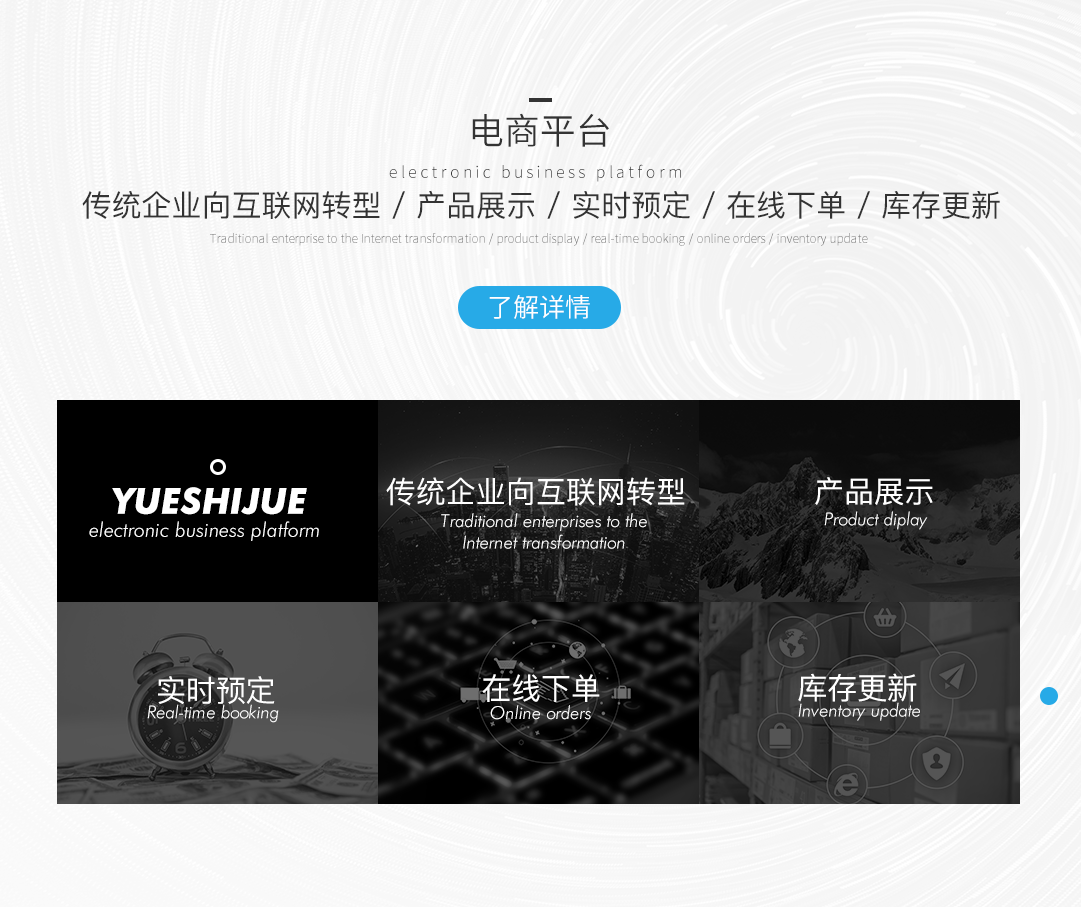 电商平台
electronic business platform
传统企业向互联网转型 / 产品展示 / 实时预定 / 在线下单 / 库存更新
Traditional enterprise to the Internet transformation / product display / real-time booking / online orders / inventory update
了解详情
YUESHIJUE
electronic business platform
传统企业向互联网转型
Traditional enterprises to the
Internet transformation
产品展示
Product diplay
实时预定
Real-time booking
在线下单
Online orders
库存更新
Inventory update